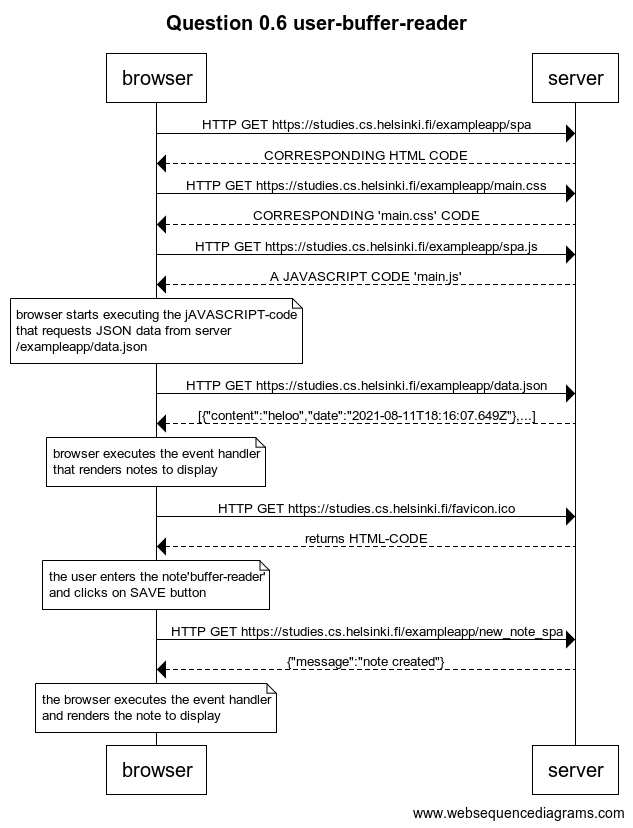 Question 0.6 user-buffer-reader
browser
server
HTTP GET https://studies.cs.helsinki.fi/exampleapp/spa
CORRESPONDING HTML CODE
HTTP GET https://studies.cs.helsinki.fi/exampleapp/main.css
CORRESPONDING 'main.css' CODE
HTTP GET https://studies.cs.helsinki.fi/exampleapp/spa.js
A JAVASCRIPT CODE 'main.js'
browser starts executing the jAVASCRIPT-code
that requests JSON data from server
/exampleapp/data.json
HTTP GET https://studies.cs.helsinki.fi/exampleapp/data.json
[{"content":"heloo","date":"2021-08-11T18:16:07.649Z"},...]
browser executes the event handler
that renders notes to display
HTTP GET https://studies.cs.helsinki.fi/favicon.ico
returns HTML-CODE
the user enters the note'buffer-reader'
and clicks on SAVE button
HTTP GET https://studies.cs.helsinki.fi/exampleapp/new_note_spa
{"message":"note created"}
the browser executes the event handler
and renders the note to display
browser
server
www.websequencediagrams.com